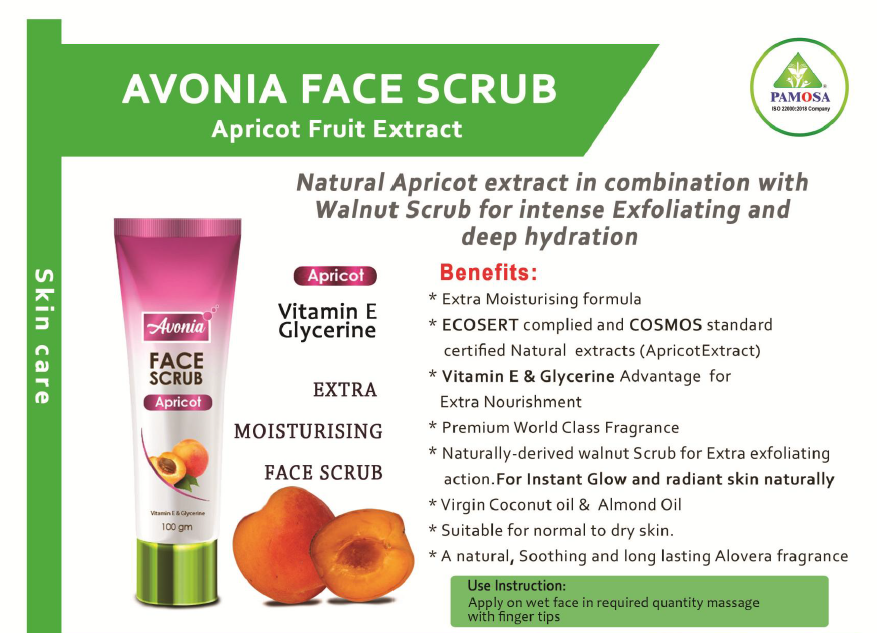 AVONIA FACE SCRUB
Apricot Fruit Extract
PAMOSA
ISO 22000:2018 Company
Skin care
Natural Apricot extract in combination with
Walnut Scrub for intense Exfoliating and
deep hydration
Avonia
FACE
SCRUB
Apricot
Vitamin E & Glycerine
100 gm
Apricot
Vitamin E
Glycerine
EXTRA
MOISTURISING
FACE SCRUB
Benefits:
* Extra Moisturising formula
* ECOSERT complied and COSMOS standard
certified Natural extracts (ApricotExtract)
* Vitamin E & Glycerine Advantage for
Extra Nourishment
* Premium World Class Fragrance
* Naturally-derived walnut Scrub for Extra exfoliating
action.For Instant Glow and radiant skin naturally
* Virgin Coconut oil & Almond Oil
* Suitable for normal to dry skin.
* A natural, Soothing and long lasting Alovera fragrance
Use Instruction:
Apply on wet face in required quantity massage
with finger tips